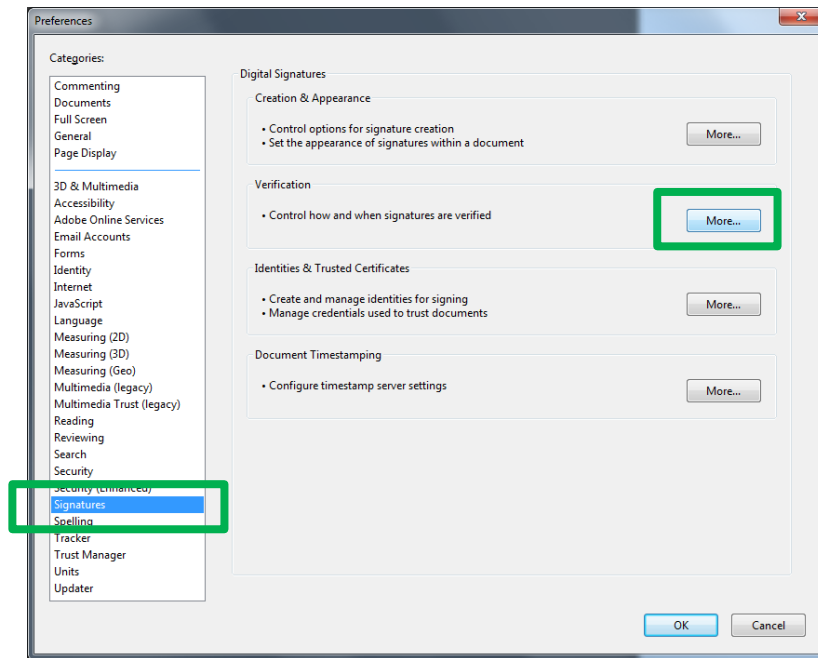 Preferences
Categories:
Commenting
Documents
Full Screen
General
Page Display
3D & Multimedia
Accessibility
Adobe Online Services
Email Accounts
Forms
Identity
Internet
JavaScript
Language
Measuring (2D)
Measuring (3D)
Measuring (Geo)
Multimedia (legacy)
Multimedia Trust (legacy)
Reading
Reviewing
Search
Security
Security (Enhanced)
Signatures
Spelling
Tracker
Trust Manager
Units
Updater
Digital Signatures
Creation & Appearance
• Control options for signature creation
• Set the appearance of signatures within a document
More...
Verification
• Control how and when signatures are verified
More...
Identities & Trusted Certificates
• Create and manage identities for signing
• Manage credentials used to trust documents
More...
Document Timestamping
• Configure timestamp server settings
More...
OK
Cancel